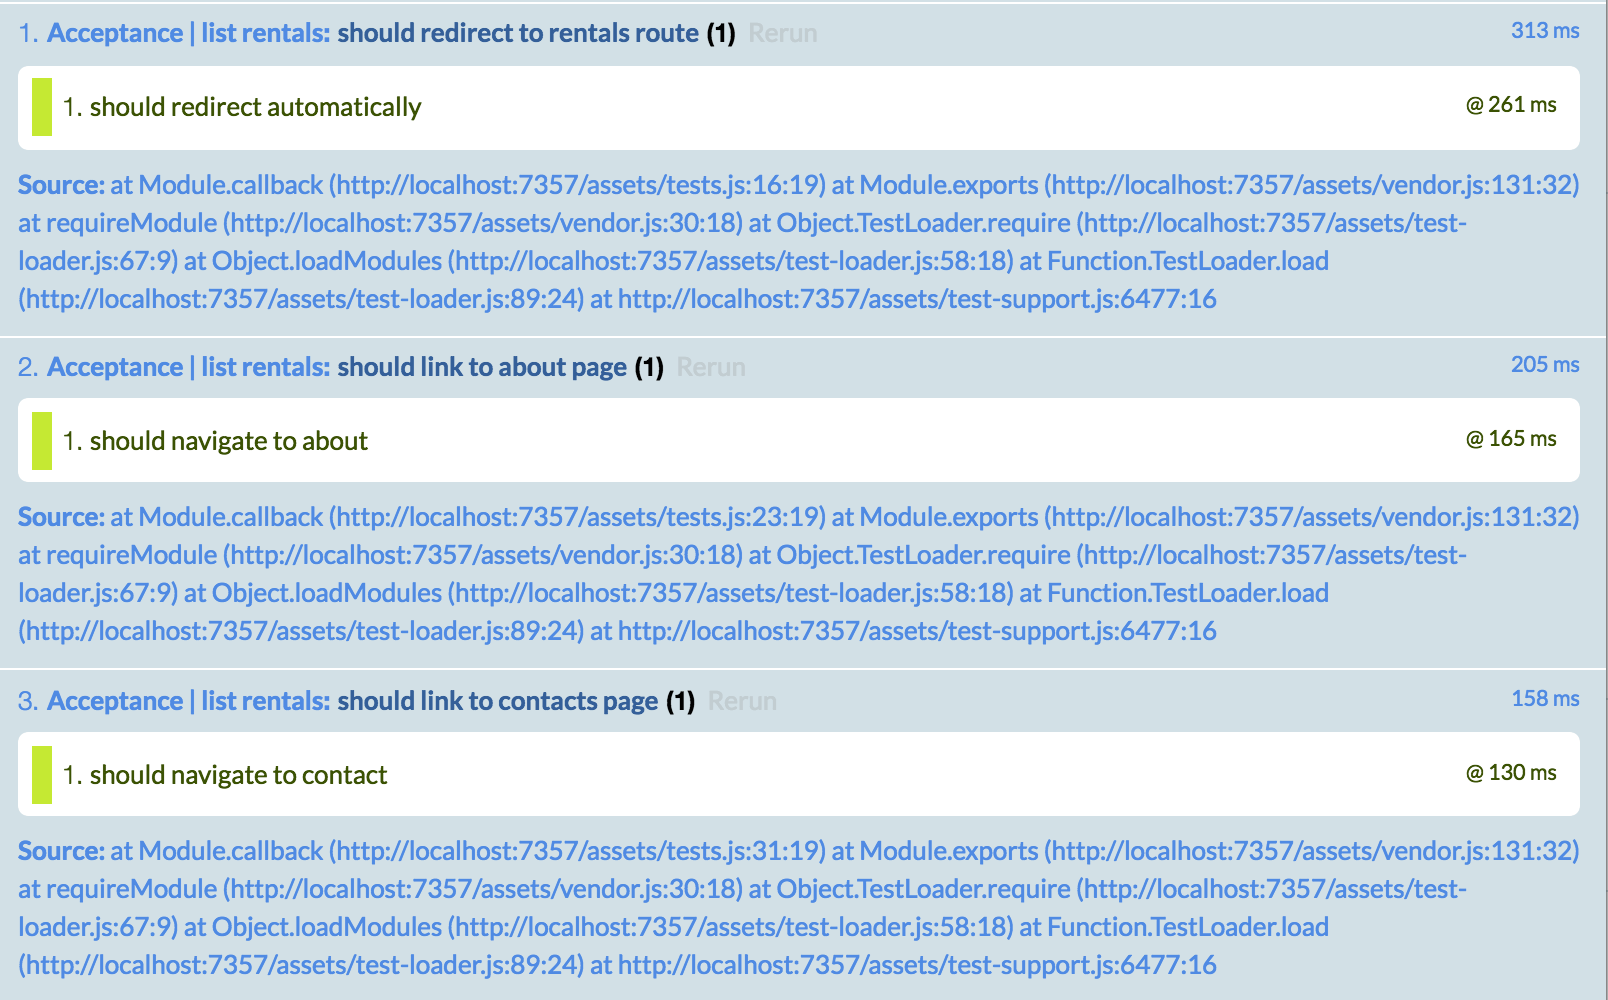 1. Acceptance | list rentals: should redirect to rentals route (1) Rerun 313 ms
1. should redirect automatically @ 261 ms
Source: at Module.callback (http://localhost:7357/assets/tests.js:16:19) at Module.exports (http://localhost:7357/assets/vendor.js:131:32)
at requireModule (http://localhost:7357/assets/vendor.js:30:18) at Object.TestLoader.require (http://localhost:7357/assets/test-
loader.js:67:9) at Object.loadModules (http://localhost:7357/assets/test-loader.js:58:18) at Function.TestLoader.load
(http://localhost:7357/assets/test-loader.js:89:24) at http://localhost:7357/assets/test-support.js:6477:16
2. Acceptance | list rentals: should link to about page (1) Rerun 205 ms
1. should navigate to about @ 165 ms
Source: at Module.callback (http://localhost:7357/assets/tests.js:23:19) at Module.exports (http://localhost:7357/assets/vendor.js:131:32)
at requireModule (http://localhost:7357/assets/vendor.js:30:18) at Object.TestLoader.require (http://localhost:7357/assets/test-
loader.js:67:9) at Object.loadModules (http://localhost:7357/assets/test-loader.js:58:18) at Function.TestLoader.load
(http://localhost:7357/assets/test-loader.js:89:24) at http://localhost:7357/assets/test-support.js:6477:16
3. Acceptance | list rentals: should link to contacts page (1) Rerun 158 ms
1. should navigate to contact @ 130 ms
Source: at Module.callback (http://localhost:7357/assets/tests.js:31:19) at Module.exports (http://localhost:7357/assets/vendor.js:131:32)
at requireModule (http://localhost:7357/assets/vendor.js:30:18) at Object.TestLoader.require (http://localhost:7357/assets/test-
loader.js:67:9) at Object.loadModules (http://localhost:7357/assets/test-loader.js:58:18) at Function.TestLoader.load
(http://localhost:7357/assets/test-loader.js:89:24) at http://localhost:7357/assets/test-support.js:6477:16